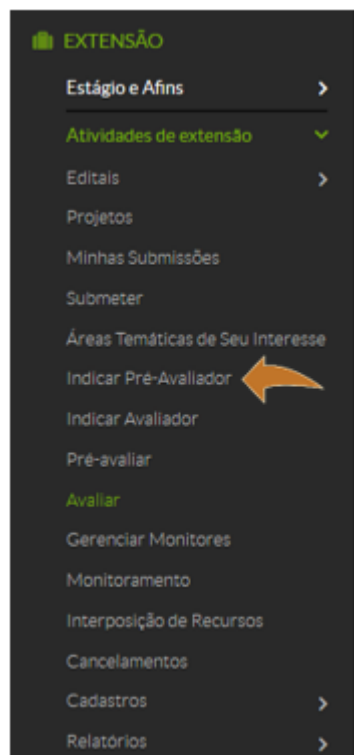 EXTENSÃO
Estágio e Afins
Atividades de extensão
Editais
Projetos
Minhas Submissões
Submeter
Áreas Temáticas de Seu Interesse
Indicar Pré-Avaliador
Indicar Avaliador
Pré-avaliar
Avaliar
Gerenciar Monitores
Monitoramento
Interposição de Recursos
Cancelamentos
Cadastros
Relatórios